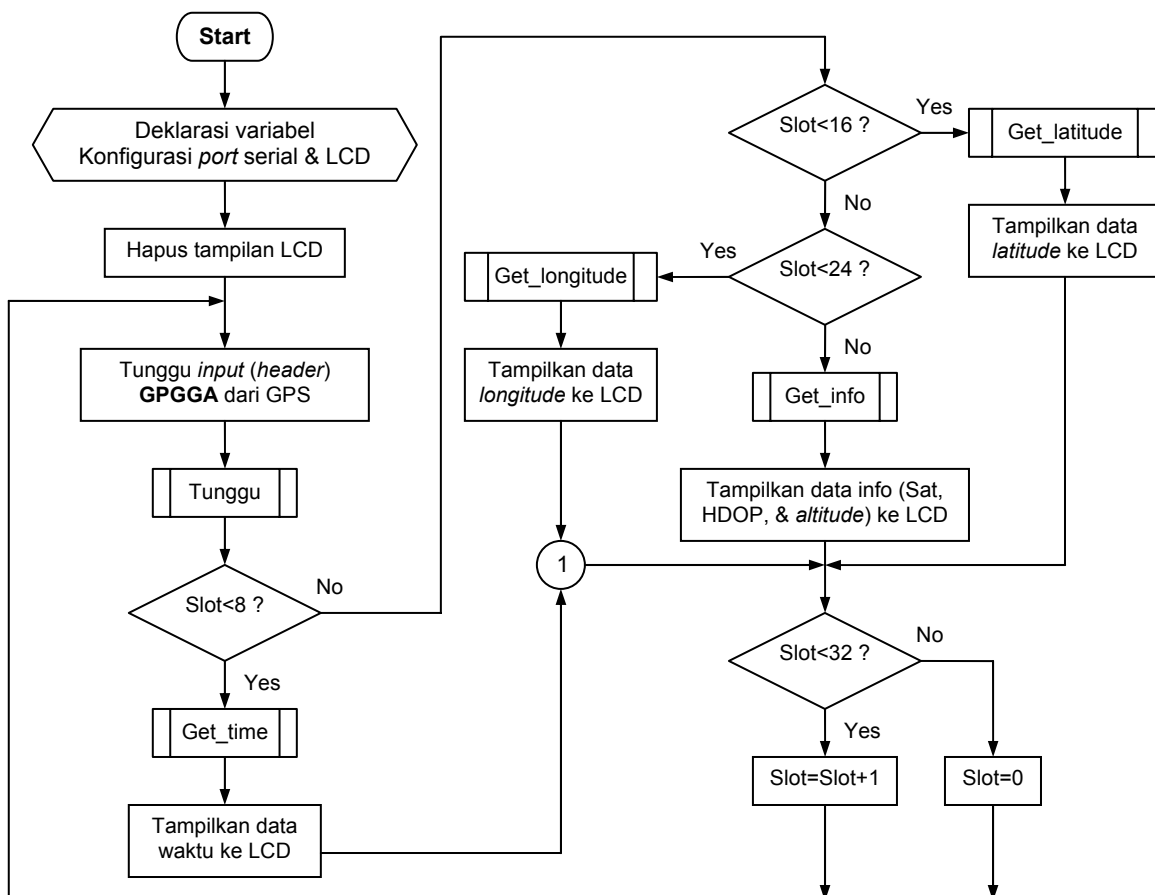 Start
Deklarasi variabel
Konfigurasi port serial & LCD
Hapus tampilan LCD
Tunggu input (header)
GPGGA dari GPS
Tunggu
Slot<8 ?
No
Yes
Get_time
Tampilkan data
waktu ke LCD
Slot<16 ?
Yes
Get_latitude
Tampilkan data
latitude ke LCD
No
Slot<24 ?
Yes
Get_longitude
Tampilkan data
longitude ke LCD
No
Get_info
Tampilkan data info (Sat,
HDOP, & altitude) ke LCD
1
Slot<32 ?
No
Yes
Slot=Slot+1
Slot=0